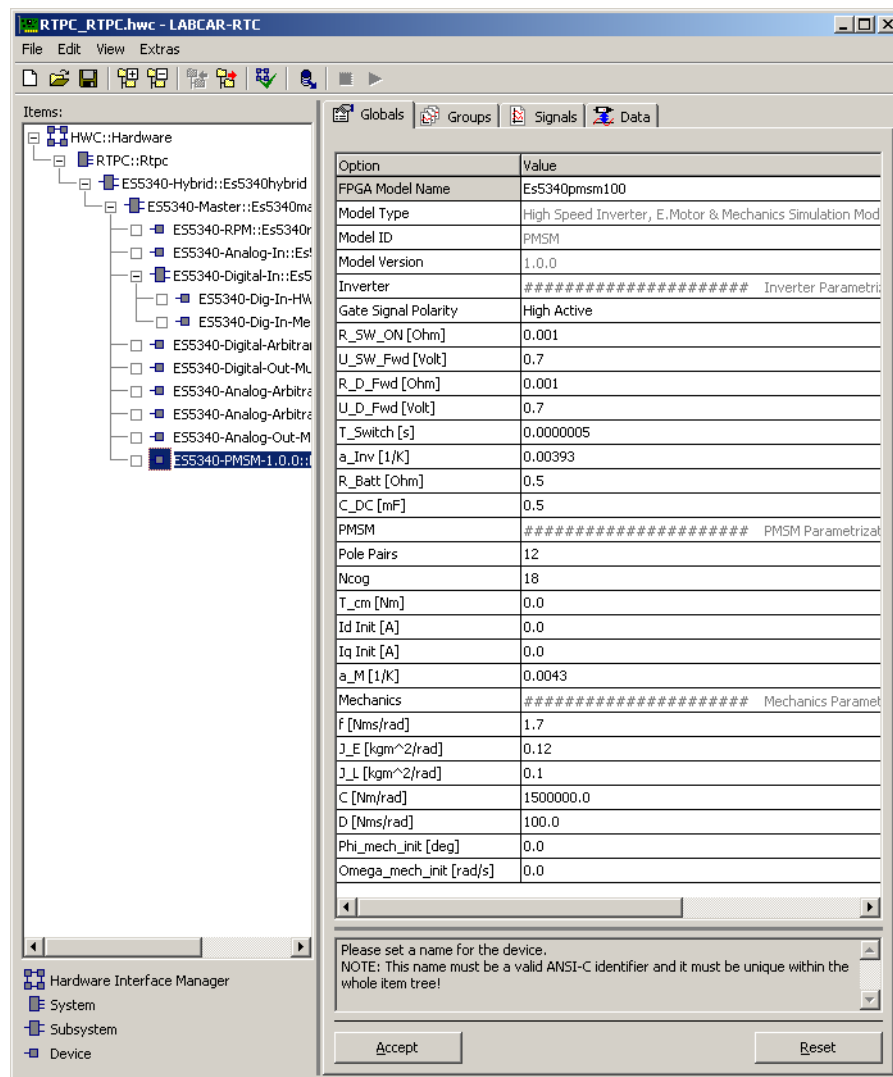 RTPC_RTPC.hwc - LABCAR-RTC
File Edit View Extras
Items:
HWC::Hardware
RTPC::Rtpc
ES5340-Hybrid::Es5340hybrid
ES5340-Master::Es5340ma
ES5340-RPM::Es5340r
ES5340-Analog-In::Es5
ES5340-Digital-In::Es5
ES5340-Dig-In-HW
ES5340-Dig-In-Me
ES5340-Digital-Arbitrar
ES5340-Digital-Out-Mu
ES5340-Analog-Arbitra
ES5340-Analog-Arbitra
ES5340-Analog-Out-M
ES5340-PMSM-1.0.0::
Hardware Interface Manager
System
Subsystem
Device
Globals Groups Signals Data
Option Value
FPGA Model Name Es5340pmsm100
Model Type High Speed Inverter, E.Motor & Mechanics Simulation Mod
Model ID PMSM
Model Version 1.0.0
Inverter ###################### Inverter Parametri
Gate Signal Polarity High Active
R_SW_ON [Ohm] 0.001
U_SW_Fwd [Volt] 0.7
R_D_Fwd [Ohm] 0.001
U_D_Fwd [Volt] 0.7
T_Switch [s] 0.0000005
a_Inv [1/K] 0.00393
R_Batt [Ohm] 0.5
C_DC [mF] 0.5
PMSM ###################### PMSM Parametrizat
Pole Pairs 12
Ncog 18
T_cm [Nm] 0.0
Id Init [A] 0.0
Iq Init [A] 0.0
a_M [1/K] 0.0043
Mechanics ###################### Mechanics Paramet
f [Nms/rad] 1.7
J_E [kgm^2/rad] 0.12
J_L [kgm^2/rad] 0.1
C [Nm/rad] 1500000.0
D [Nms/rad] 100.0
Phi_mech_init [deg] 0.0
Omega_mech_init [rad/s] 0.0
Please set a name for the device.
NOTE: This name must be a valid ANSI-C identifier and it must be unique within the
whole item tree!
Accept Reset